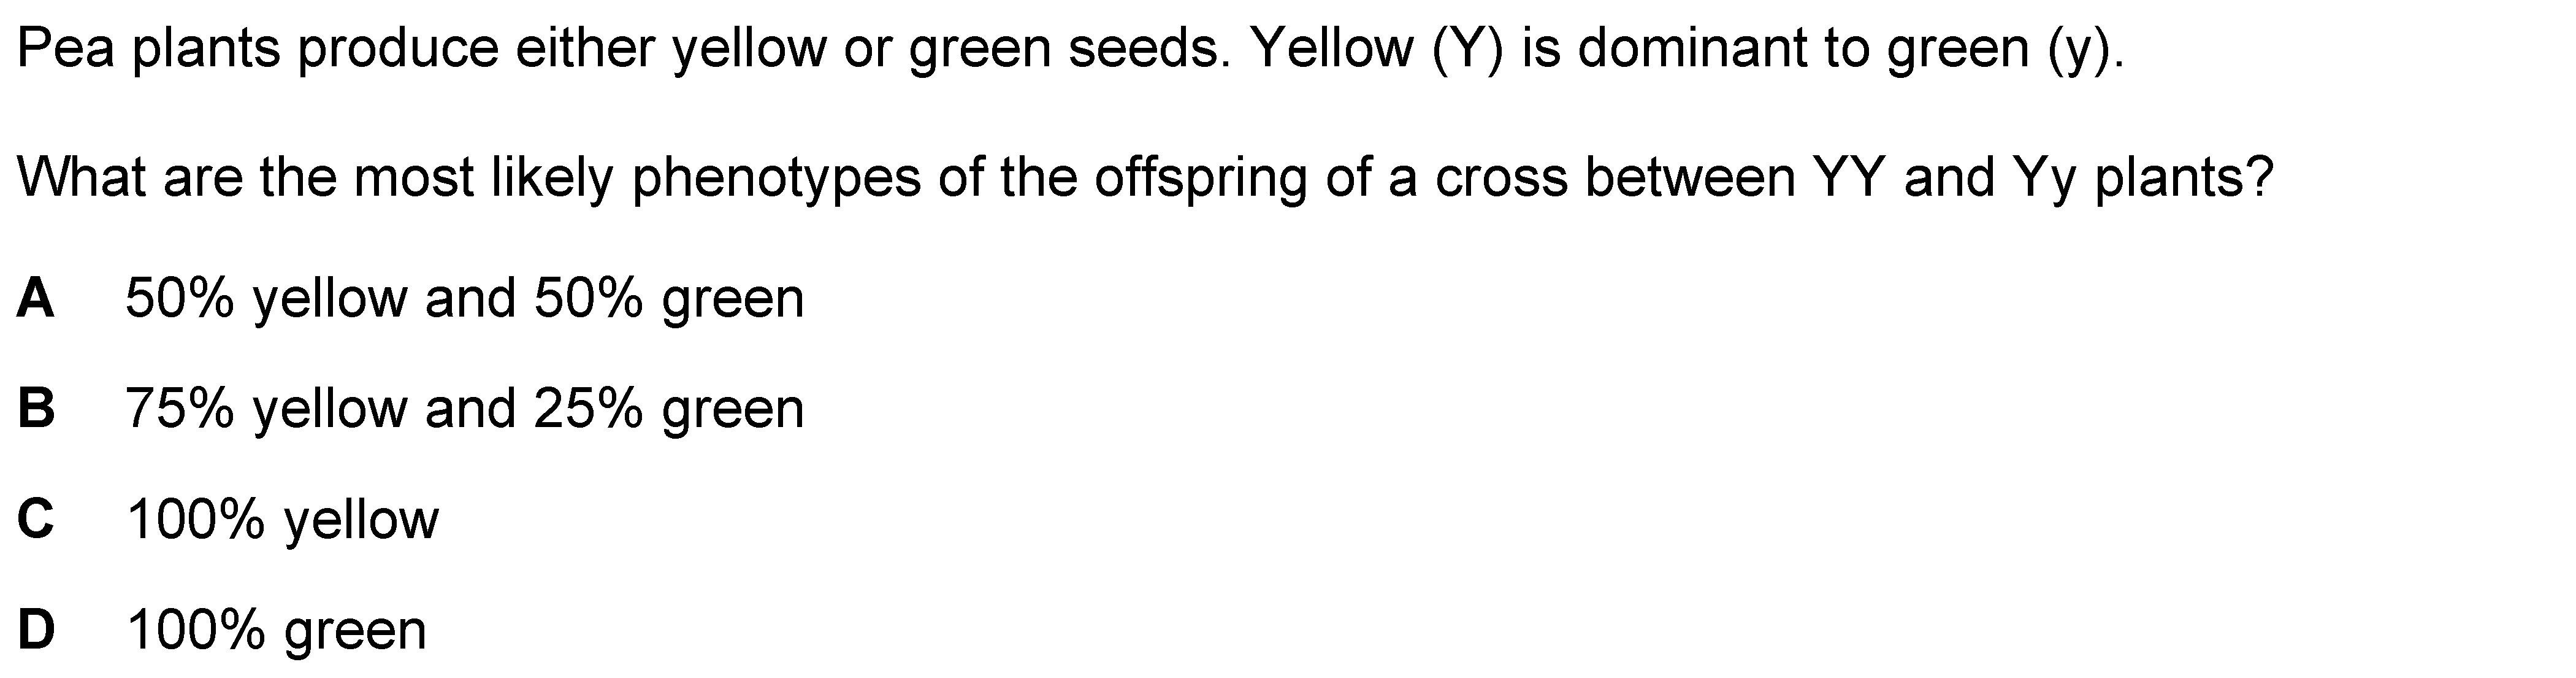 Pea plants produce either yellow or green seeds. Yellow (Y) is dominant to green (y).
What are the most likely phenotypes of the offspring of a cross between YY and Yy plants?
A 50% yellow and 50% green
B 75% yellow and 25% green
C 100% yellow
D 100% green